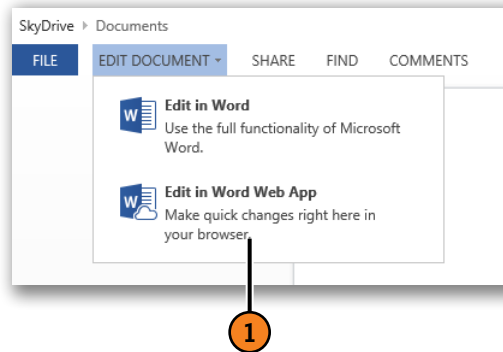 SkyDrive ▸ Documents
FILE EDIT DOCUMENT SHARE FIND COMMENTS
Edit in Word
Use the full functionality of Microsoft
Word.
Edit in Word Web App
Make quick changes right here in
your browser.
1